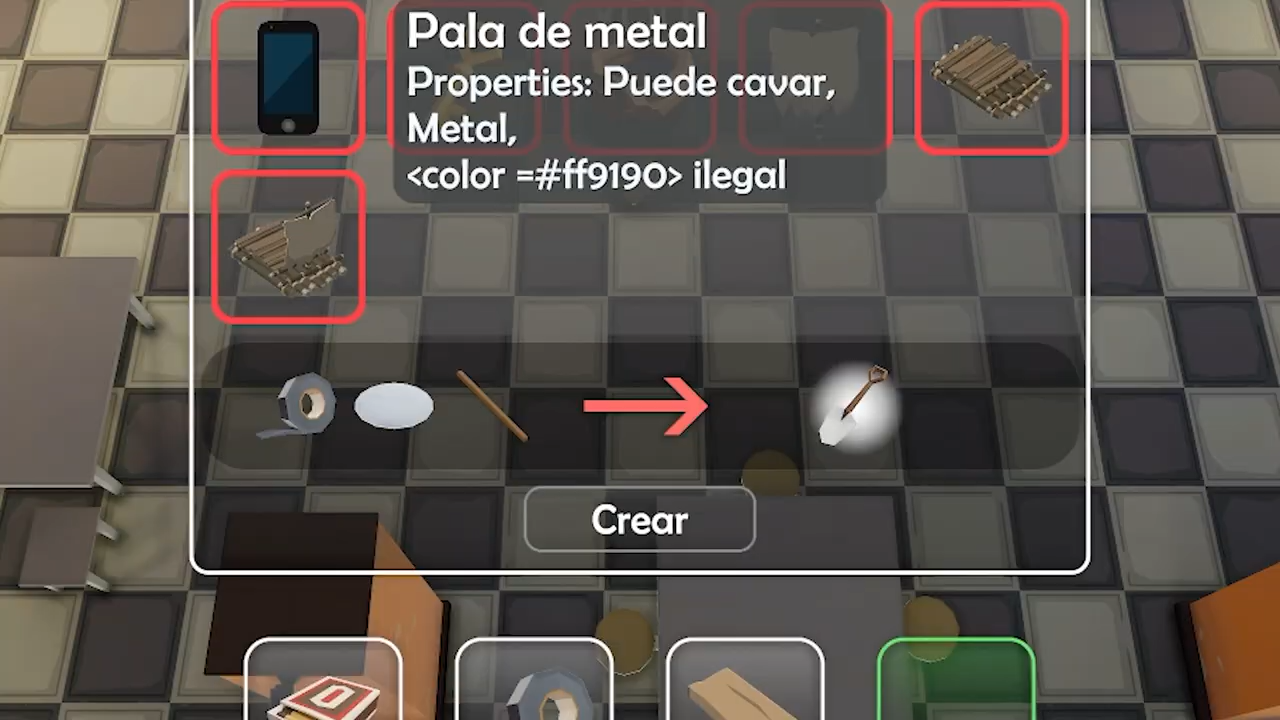 Pala de metal
Properties: Puede cavar,
Metal,
<color =#ff9190> ilegal
Crear